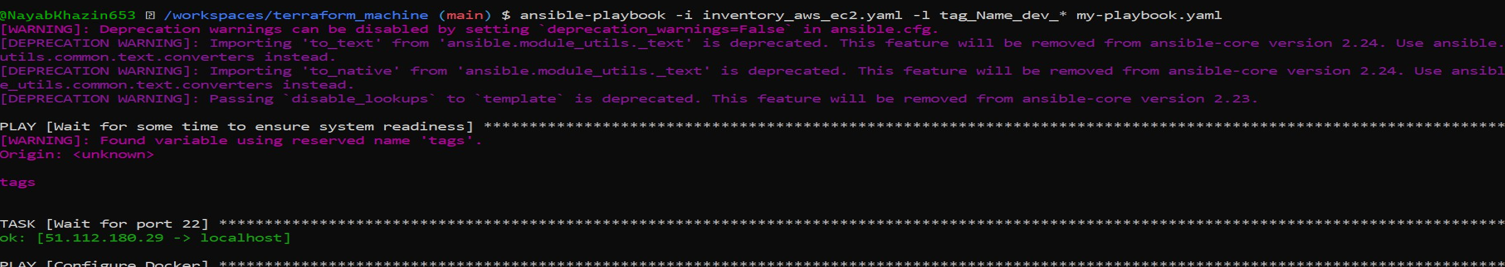 @NayabKhazin653 /workspaces/terraform_machine (main) $ ansible-playbook -i inventory_aws_ec2.yaml -l tag_Name_dev_* my-playbook.yaml
[WARNING]: Deprecation warnings can be disabled by setting `deprecation_warnings=False` in ansible.cfg.
[DEPRECATION WARNING]: Importing 'to_text' from 'ansible.module_utils._text' is deprecated. This feature will be removed from ansible-core version 2.24. Use ansible.
utils.common.text.converters instead.
[DEPRECATION WARNING]: Importing 'to_native' from 'ansible.module_utils._text' is deprecated. This feature will be removed from ansible-core version 2.24. Use ansibl
e_utils.common.text.converters instead.
[DEPRECATION WARNING]: Passing `disable_lookups` to `template` is deprecated. This feature will be removed from ansible-core version 2.23.
PLAY [Wait for some time to ensure system readiness] ****************************************************************************************************************
[WARNING]: Found variable using reserved name 'tags'.
Origin: <unknown>
tags
TASK [Wait for port 22] *********************************************************************************************************************************************
ok: [51.112.180.29 -> localhost]
PLAY [Configure Docker] *********************************************************************************************************************************************